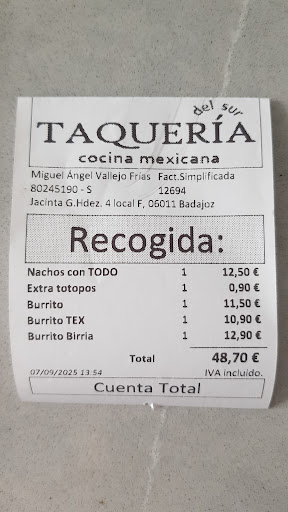 del sur
TAQUERÍA
cocina mexicana
Miguel Ángel Vallejo Frías Fact.Simplificada
80245190 - S 12694
Jacinta G.Hdez. 4 local F, 06011 Badajoz
Recogida:
Nachos con TODO 1 12,50 €
Extra totopos 1 0,90 €
Burrito 1 11,50 €
Burrito TEX 1 10,90 €
Burrito Birria 1 12,90 €
Total 48,70 €
07/09/2025 13:54 IVA incluido.
Cuenta Total